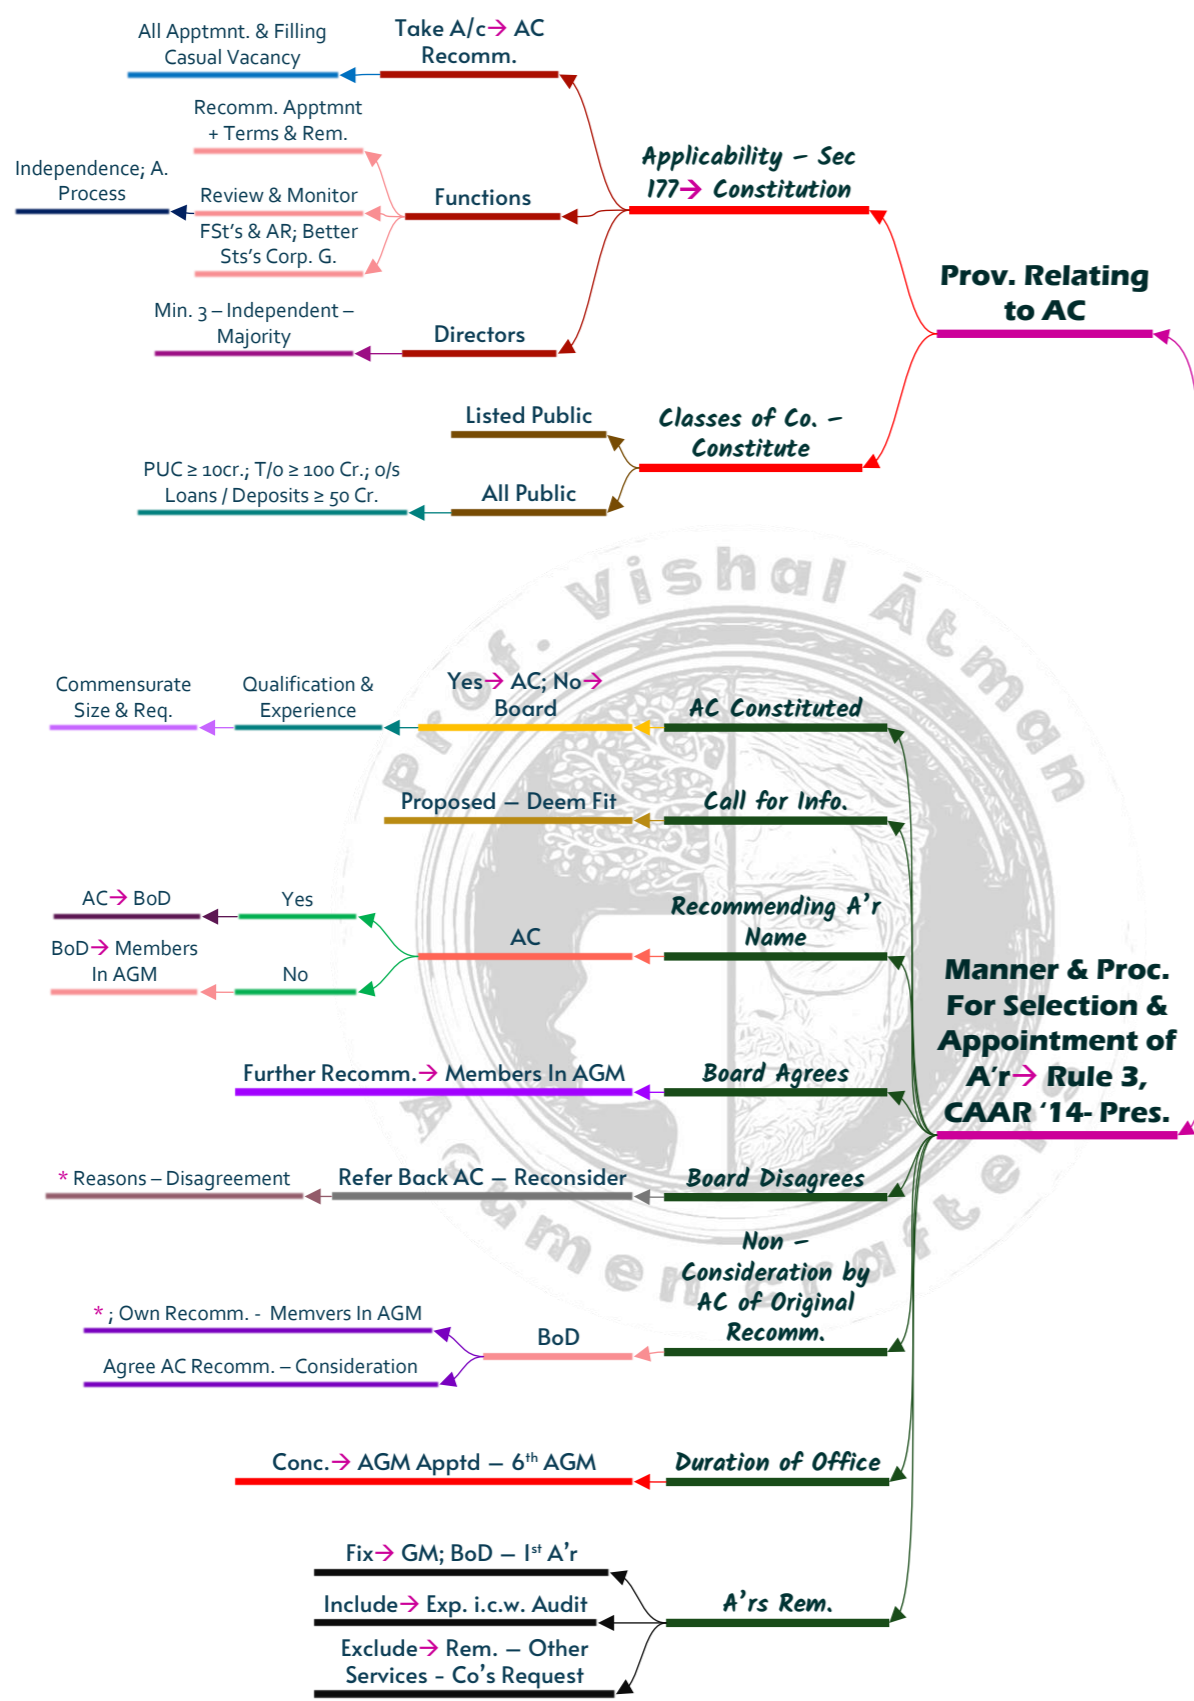 Prov. Relating
to AC
Applicability – Sec
177→ Constitution
Take A/c→ AC
Recomm.
All Apptmnt. & Filling
Casual Vacancy
Functions
Recomm. Apptmnt
+ Terms & Rem.
Review & Monitor
Independence; A.
Process
FSt's & AR; Better
Sts's Corp. G.
Directors
Min. 3 – Independent –
Majority
Classes of Co. –
Constitute
Listed Public
All Public
PUC ≥ 10cr.; T/o ≥ 100 Cr.; o/s
Loans / Deposits ≥ 50 Cr.
Manner & Proc.
For Selection &
Appointment of
A'r→ Rule 3,
CAAR '14- Pres.
AC Constituted
Yes→ AC; No→
Board
Qualification &
Experience
Commensurate
Size & Req.
Call for Info.
Proposed – Deem Fit
Recommending A'r
Name
AC
Yes
AC→ BoD
No
BoD→ Members
In AGM
Board Agrees
Further Recomm.→ Members In AGM
Board Disagrees
Refer Back AC – Reconsider
* Reasons – Disagreement
Non –
Consideration by
AC of Original
Recomm.
BoD
* ; Own Recomm. - Memvers In AGM
Agree AC Recomm. – Consideration
Duration of Office
Conc.→ AGM Apptd – 6th AGM
A'rs Rem.
Fix→ GM; BoD – 1st A'r
Include→ Exp. i.c.w. Audit
Exclude→ Rem. – Other
Services - Co's Request
Prof. Vishal Ātman